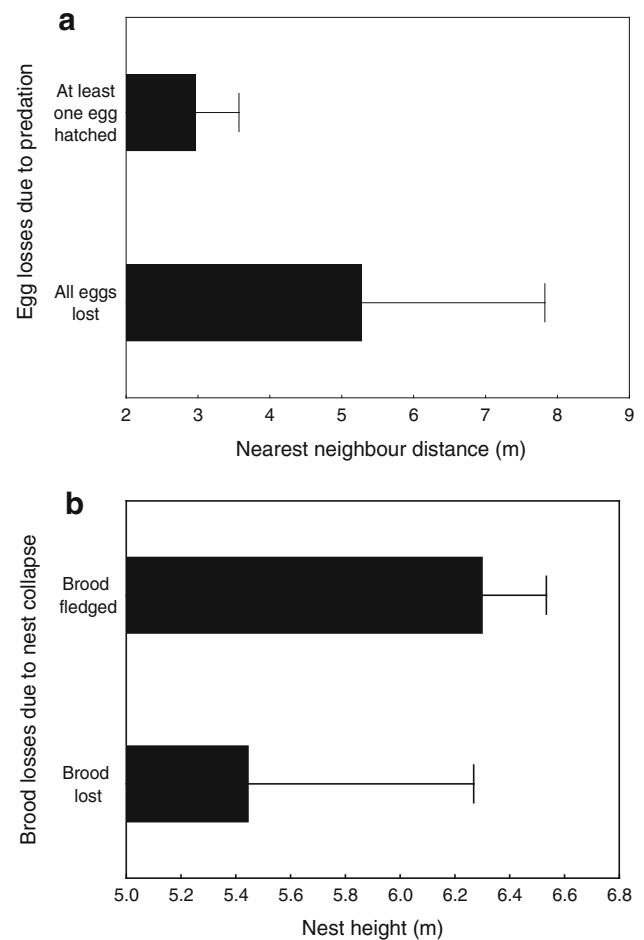 a
Egg losses due to predation
At least
one egg
hatched
All eggs
lost
2 3 4 5 6 7 8 9
Nearest neighbour distance (m)
b
Brood losses due to nest collapse
Brood
fledged
Brood
lost
5.0 5.2 5.4 5.6 5.8 6.0 6.2 6.4 6.6 6.8
Nest height (m)